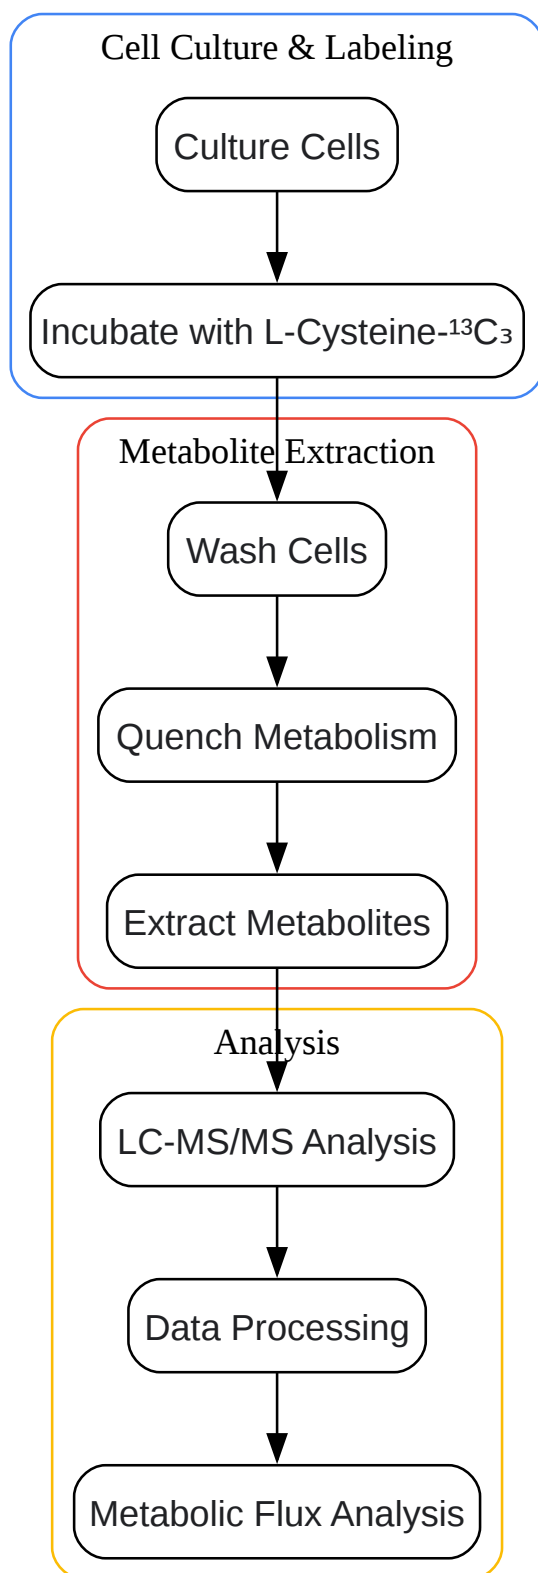 Cell Culture & Labeling
Culture Cells
Incubate with L-Cysteine-¹³C₃
Metabolite Extraction
Wash Cells
Quench Metabolism
Extract Metabolites
Analysis
LC-MS/MS Analysis
Data Processing
Metabolic Flux Analysis